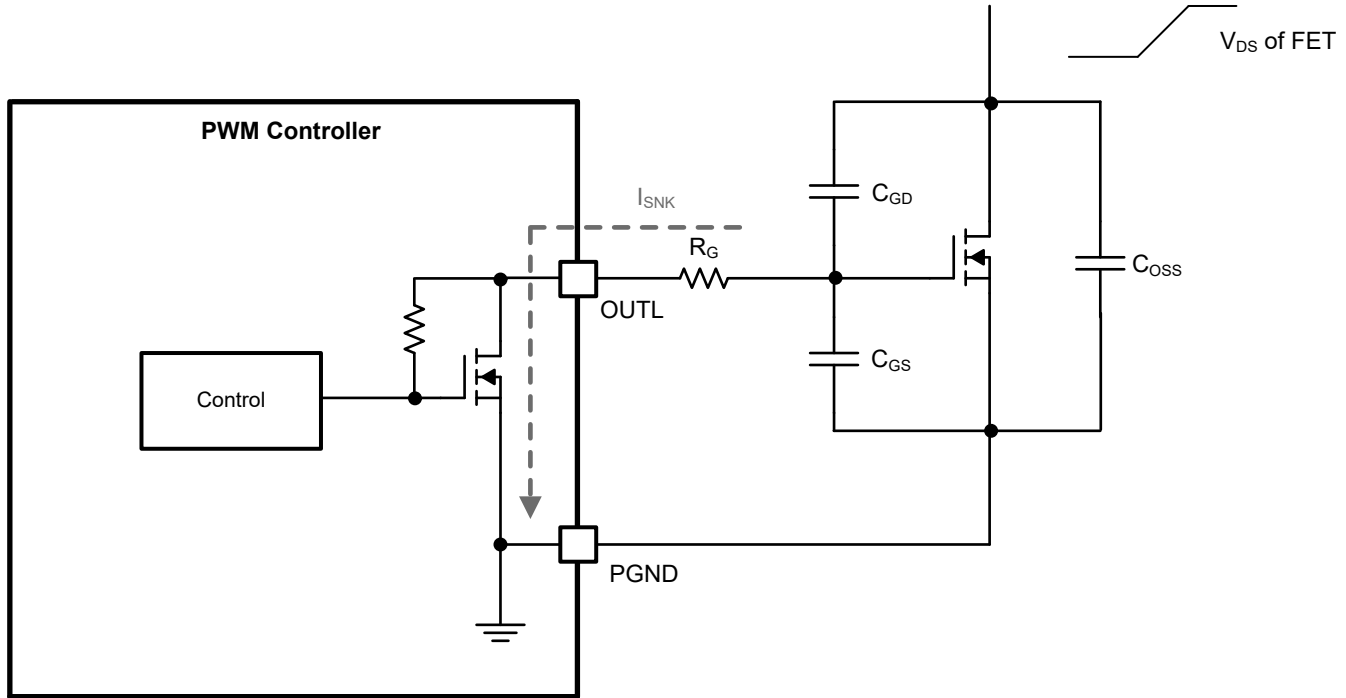 V_DS of FET
PWM Controller
I_SNK
C_GD
R_G
C_OSS
OUTL
C_GS
Control
PGND